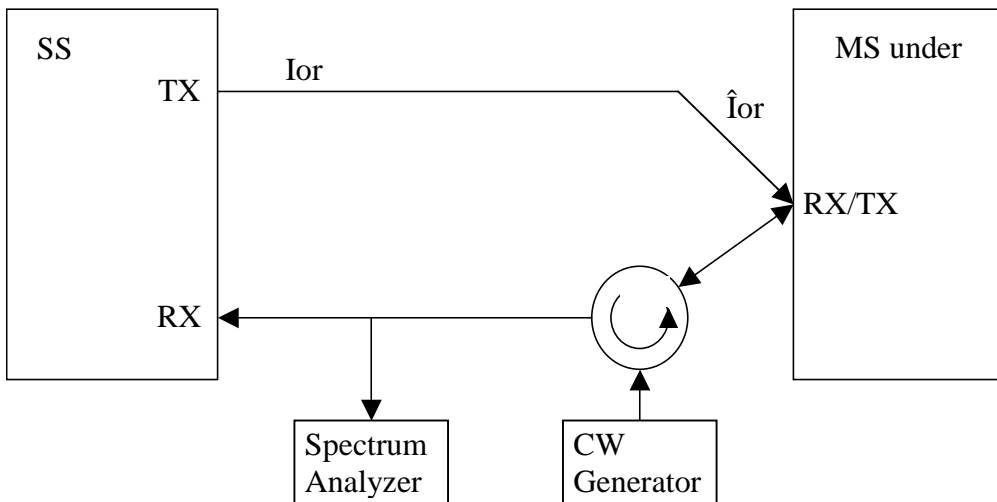 SS
MS under
TX
Ior
Îor
RX/TX
RX
Spectrum
Analyzer
CW
Generator